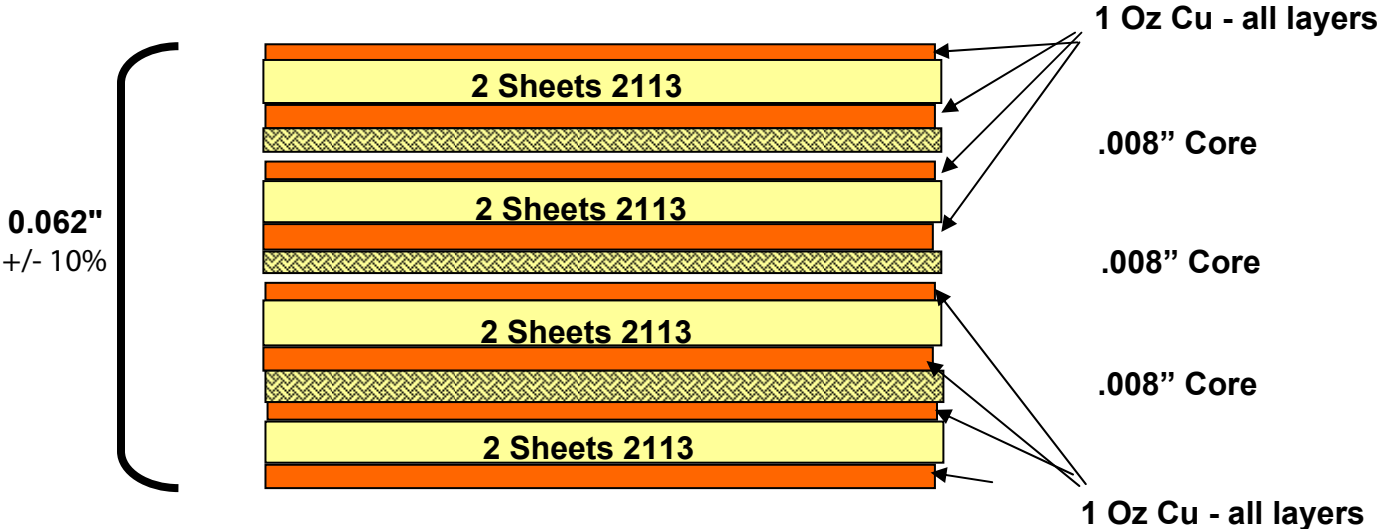 1 Oz Cu - all layers
2 Sheets 2113
.008” Core
2 Sheets 2113
0.062"
+/- 10%
.008” Core
2 Sheets 2113
.008” Core
2 Sheets 2113
1 Oz Cu - all layers